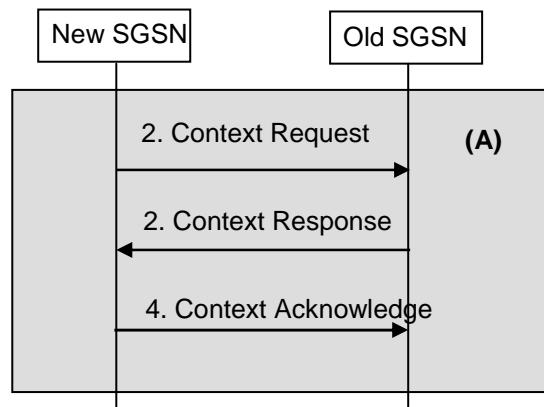 New SGSN
Old SGSN
2. Context Request
(A)
2. Context Response
4. Context Acknowledge